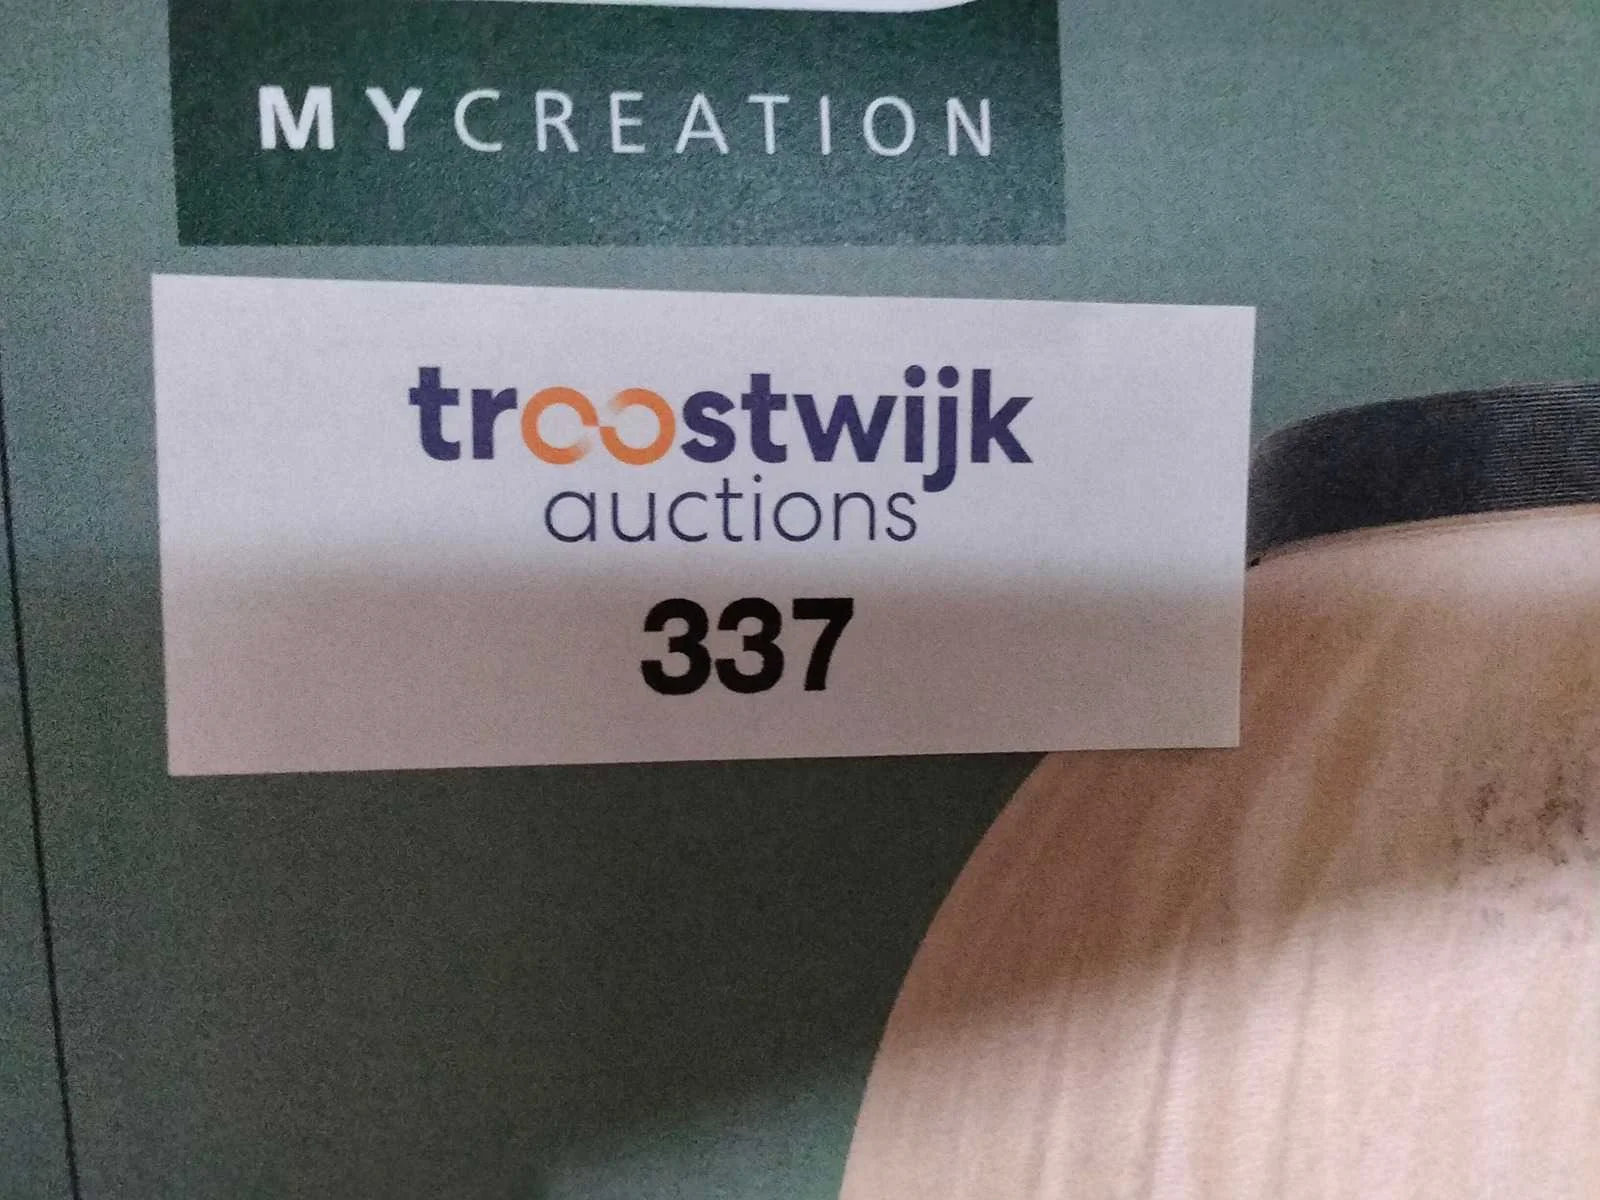 MYCREATION
troostwijk
auctions
337